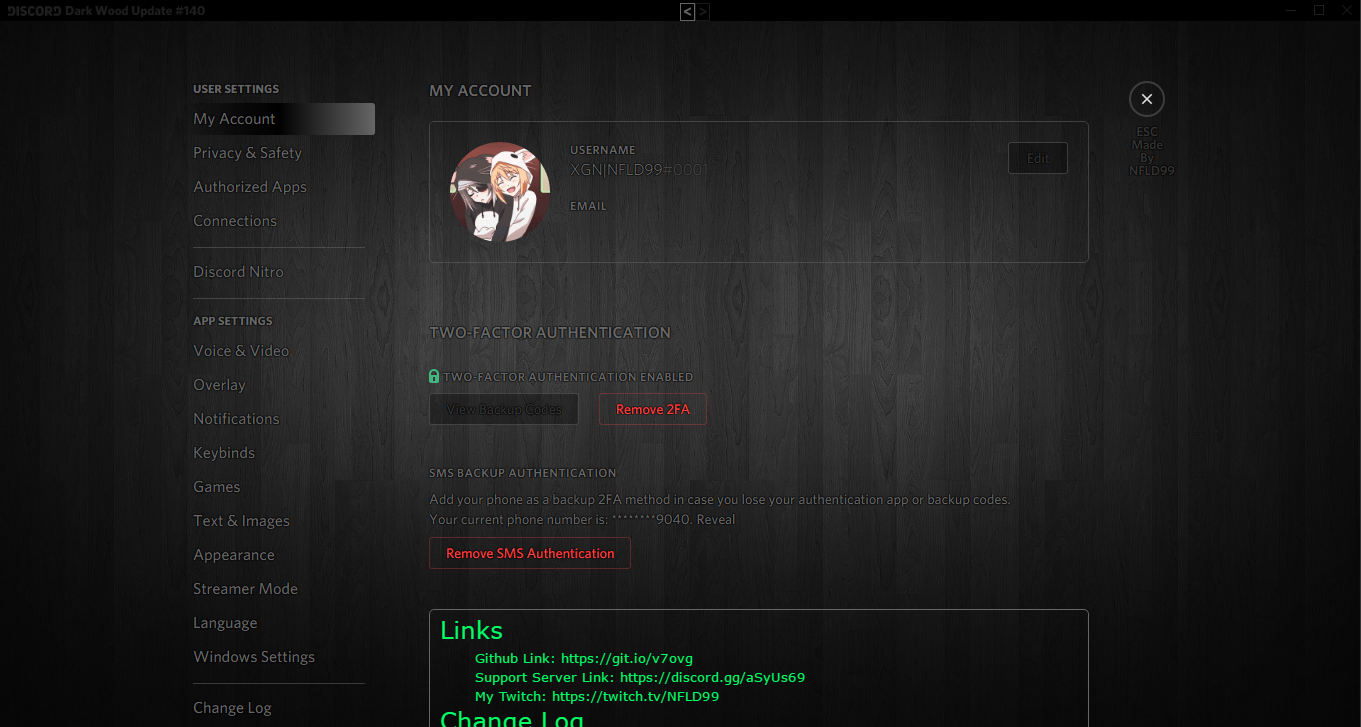 DISCORD Dark Wood Update #140
< >
USER SETTINGS
My Account
Privacy & Safety
Authorized Apps
Connections
Discord Nitro
APP SETTINGS
Voice & Video
Overlay
Notifications
Keybinds
Games
Text & Images
Appearance
Streamer Mode
Language
Windows Settings
Change Log
MY ACCOUNT
USERNAME
XGN|NFLD99#0001
EMAIL
Edit
ESC
Made
By
NFLD99
TWO-FACTOR AUTHENTICATION
TWO-FACTOR AUTHENTICATION ENABLED
View Backup Codes
Remove 2FA
SMS BACKUP AUTHENTICATION
Add your phone as a backup 2FA method in case you lose your authentication app or backup codes.
Your current phone number is: ********9040. Reveal
Remove SMS Authentication
Links
Github Link: https://git.io/v7ovg
Support Server Link: https://discord.gg/aSyUs69
My Twitch: https://twitch.tv/NFLD99
Change Log